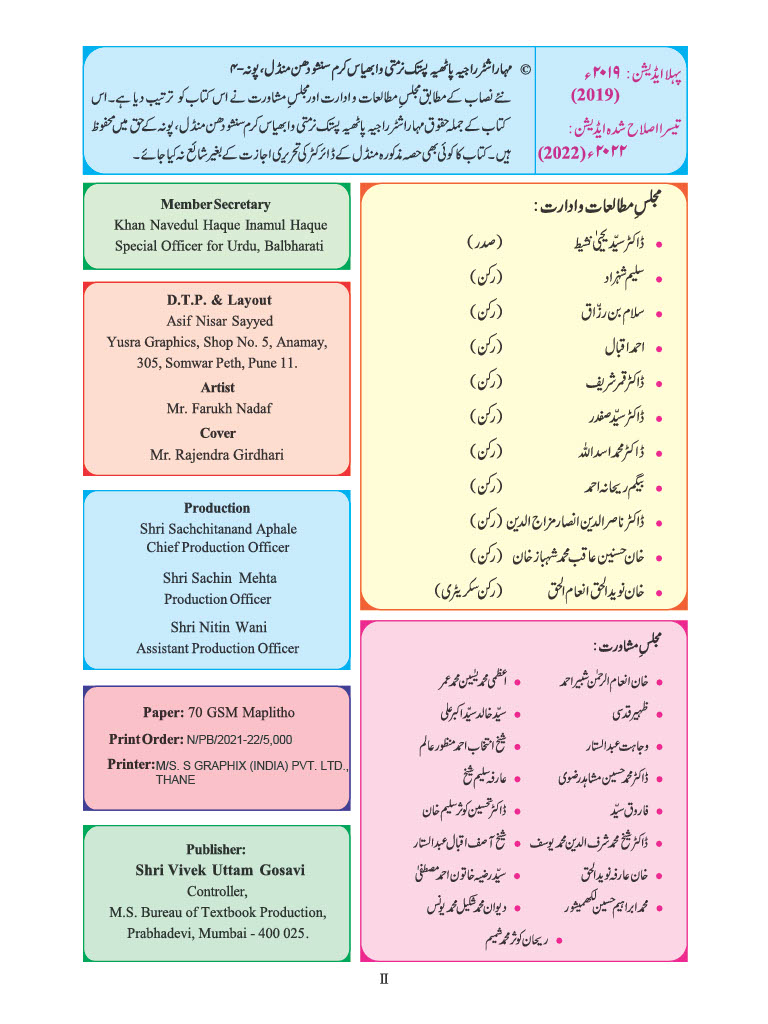 پہلا ایڈیشن : ۲۰۱۹ء
(2019)
تیسرا اصلاح شدہ ایڈیشن :
۲۰۲۲ء (2022)
© مہاراشٹر راجیہ پاٹھیہ پستک نرمتی و ابھیاس کرم سنشودھن منڈل، پونہ-۴
نئے نصاب کے مطابق مجلسِ مطالعات و ادارت اور مجلسِ مشاورت نے اس کتاب کو ترتیب دیا ہے۔ اس
کتاب کے جملہ حقوق مہاراشٹر راجیہ پاٹھیہ پستک نرمتی و ابھیاس کرم سنشودھن منڈل، پونہ کے حق میں محفوظ
ہیں۔ کتاب کا کوئی بھی حصہ مذکورہ منڈل کے ڈائرکٹر کی تحریری اجازت کے بغیر شائع نہ کیا جائے۔
مجلسِ مطالعات و ادارت :
• ڈاکٹر سیّد یحییٰ نشیط (صدر)
• سلیم شہزاد (رکن)
• سلام بن رزّاق (رکن)
• احمد اقبال (رکن)
• ڈاکٹر قمر شریف (رکن)
• ڈاکٹر سیّد صفدر (رکن)
• ڈاکٹر محمد اسد اللہ (رکن)
• بیگم ریحانہ احمد (رکن)
• ڈاکٹر ناصر الدین انصار مزاج الدین (رکن)
• خان حسنین عاقب محمد شہباز خان (رکن)
• خان نوید الحق انعام الحق (رکن سکریٹری)
مجلسِ مشاورت :
• خان انعام الرحمٰن شبیر احمد • اعظمی محمد یٰسین محمد عمر
• ظہیر قدسی • سیّد خالد سیّد اکبر علی
• وجاہت عبدالستار • شیخ انتخاب احمد منظور عالم
• ڈاکٹر محمد حسین مشاہد رضوی • عارفہ سلیم شیخ
• فاروق سیّد • ڈاکٹر تحسین کوثر سلیم خان
• ڈاکٹر شیخ محمد شرف الدین محمد یوسف • شیخ آصف اقبال عبدالستار
• خان عارفہ نوید الحق • سیّد رضیہ خاتون احمد مصطفیٰ
• محمد ابراہیم حسین لکھمیشور • دیوان محمد شکیل محمد یونس
• ریحان کوثر محمد شمیم
Member Secretary
Khan Navedul Haque Inamul Haque
Special Officer for Urdu, Balbharati
D.T.P. & Layout
Asif Nisar Sayyed
Yusra Graphics, Shop No. 5, Anamay,
305, Somwar Peth, Pune 11.
Artist
Mr. Farukh Nadaf
Cover
Mr. Rajendra Girdhari
Production
Shri Sachchitanand Aphale
Chief Production Officer
Shri Sachin Mehta
Production Officer
Shri Nitin Wani
Assistant Production Officer
Paper: 70 GSM Maplitho
Print Order: N/PB/2021-22/5,000
Printer: M/S. S GRAPHIX (INDIA) PVT. LTD.,
THANE
Publisher:
Shri Vivek Uttam Gosavi
Controller,
M.S. Bureau of Textbook Production,
Prabhadevi, Mumbai - 400 025.
II